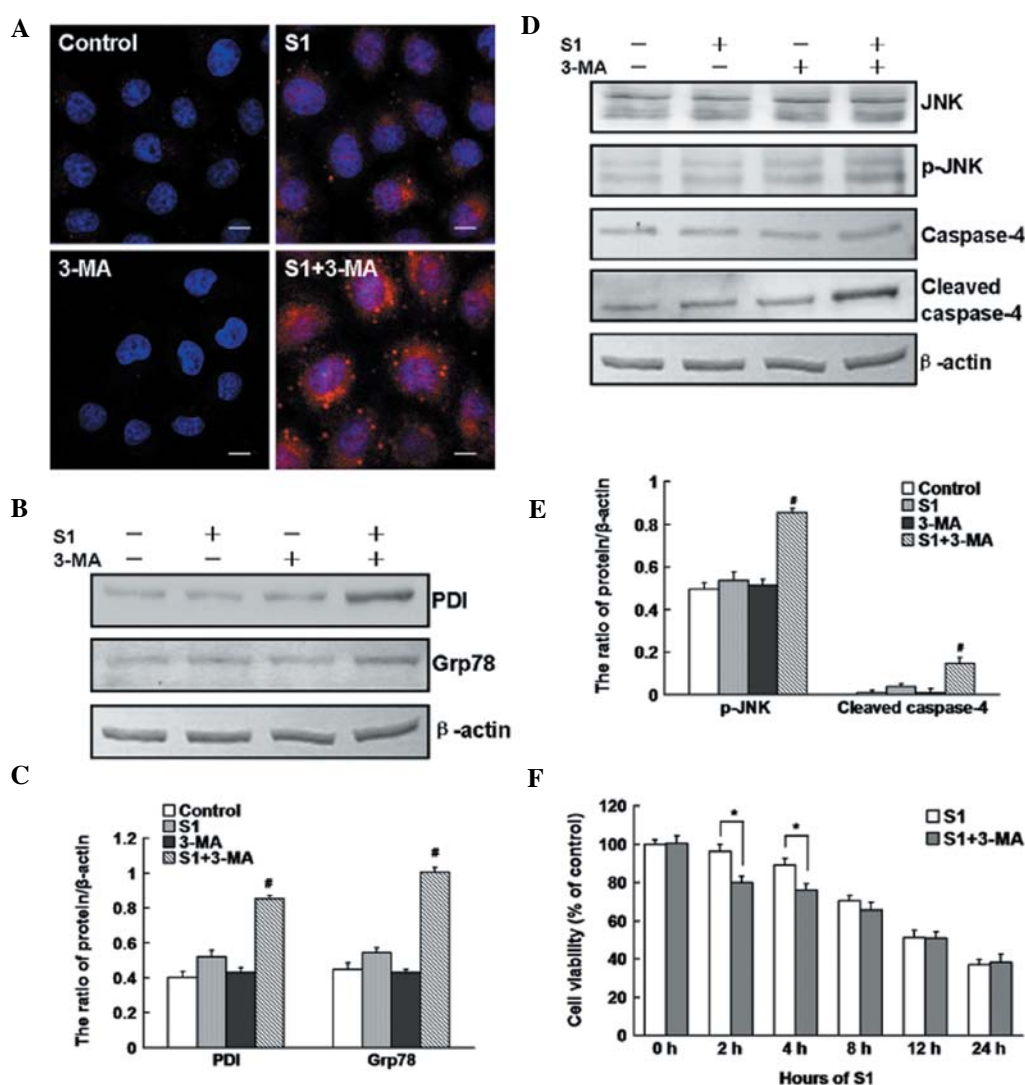 A
Control
S1
3-MA
S1+3-MA
B
S1 − + − +
3-MA − − + +
PDI
Grp78
β-actin
C
Control
S1
3-MA
S1+3-MA
The ratio of protein/β-actin
1.2
1
0.8
0.6
0.4
0.2
0
#
#
PDI
Grp78
D
S1 − + − +
3-MA − − + +
JNK
p-JNK
Caspase-4
Cleaved
caspase-4
β-actin
E
Control
S1
3-MA
S1+3-MA
The ratio of protein/β-actin
1
0.8
0.6
0.4
0.2
0
#
#
p-JNK
Cleaved caspase-4
F
S1
S1+3-MA
Cell viability (% of control)
120
100
80
60
40
20
0
*
*
0 h
2 h
4 h
8 h
12 h
24 h
Hours of S1